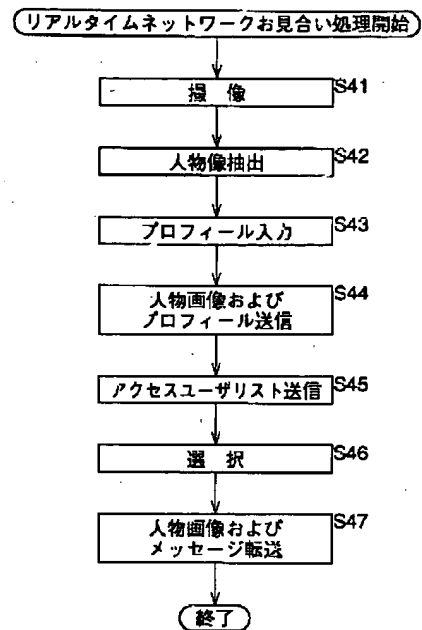 リアルタイムネットワークお見合い処理開始
撮 像 S41
人物像抽出 S42
プロフィール入力 S43
人物画像および S44
プロフィール送信
アクセスユーザリスト送信 S45
選 択 S46
人物画像および S47
メッセージ転送
終了